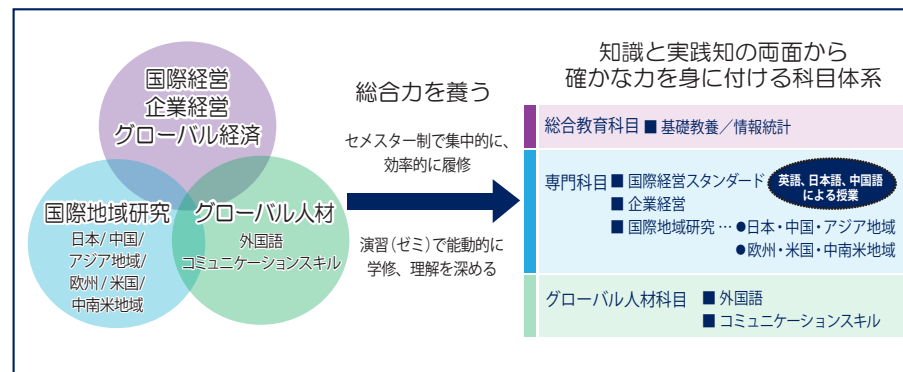 国際経営
企業経営
グローバル経済
国際地域研究
日本/ 中国/
アジア地域/
欧州 / 米国/
中南米地域
グローバル人材
外国語
コミュニケーションスキル
総合力を養う
セメスター制で集中的に、
効率的に履修
演習(ゼミ)で能動的に
学修、理解を深める
知識と実践知の両面から
確かな力を身に付ける科目体系
総合教育科目 ■ 基礎教養／情報統計
専門科目 ■ 国際経営スタンダード
■ 企業経営
■ 国際地域研究 … ●日本・中国・アジア地域
●欧州・米国・中南米地域
英語、日本語、中国語
による授業
グローバル人材科目 ■ 外国語
■ コミュニケーションスキル